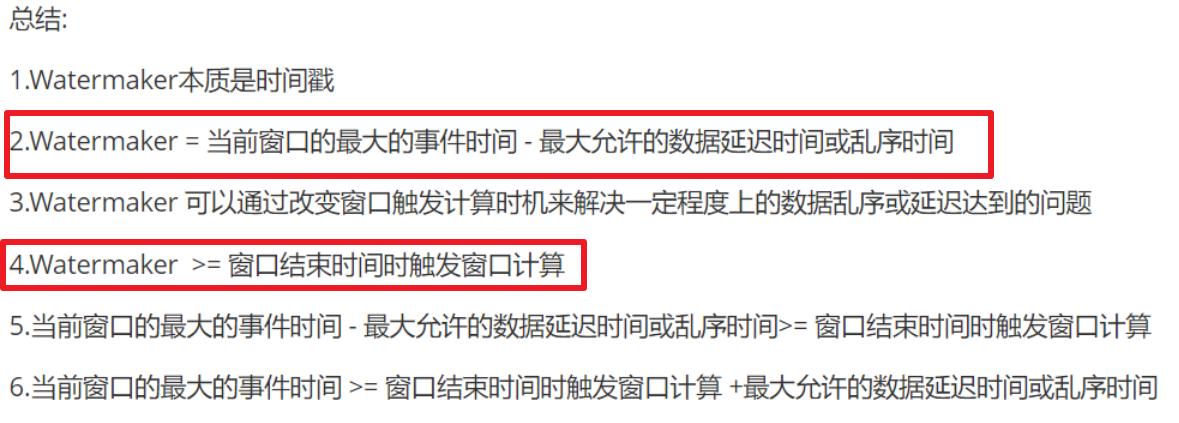 总结:
1.Watermaker本质是时间戳
2.Watermaker = 当前窗口的最大的事件时间 - 最大允许的数据延迟时间或乱序时间
3.Watermaker 可以通过改变窗口触发计算时机来解决一定程度上的数据乱序或延迟达到的问题
4.Watermaker >= 窗口结束时间时触发窗口计算
5.当前窗口的最大的事件时间 - 最大允许的数据延迟时间或乱序时间>= 窗口结束时间时触发窗口计算
6.当前窗口的最大的事件时间 >= 窗口结束时间时触发窗口计算 +最大允许的数据延迟时间或乱序时间